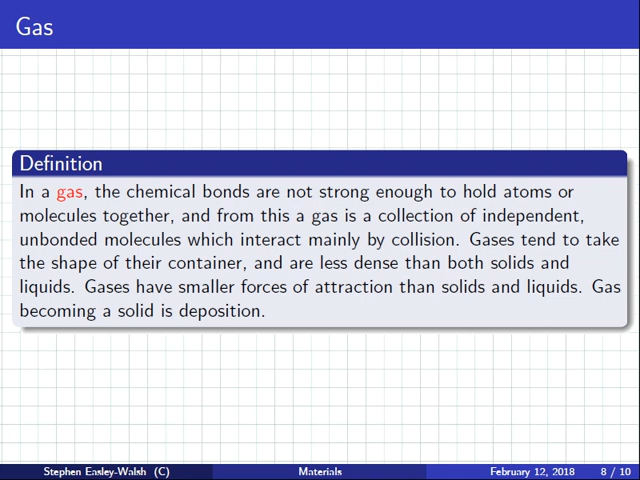 Gas
Definition
In a gas, the chemical bonds are not strong enough to hold atoms or
molecules together, and from this a gas is a collection of independent,
unbonded molecules which interact mainly by collision. Gases tend to take
the shape of their container, and are less dense than both solids and
liquids. Gases have smaller forces of attraction than solids and liquids. Gas
becoming a solid is deposition.
Stephen Easley-Walsh (C) Materials February 12, 2018 8 / 10